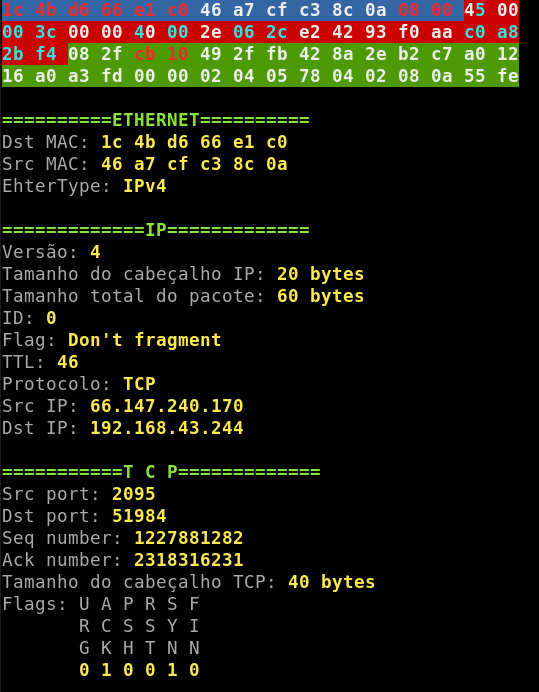 1c 4b d6 66 e1 c0 46 a7 cf c3 8c 0a 08 00 45 00
00 3c 00 00 40 00 2e 06 2c e2 42 93 f0 aa c0 a8
2b f4 08 2f cb 10 49 2f fb 42 8a 2e b2 c7 a0 12
16 a0 a3 fd 00 00 02 04 05 78 04 02 08 0a 55 fe
==========ETHERNET==========
Dst MAC: 1c 4b d6 66 e1 c0
Src MAC: 46 a7 cf c3 8c 0a
EhterType: IPv4
=============IP=============
Versão: 4
Tamanho do cabeçalho IP: 20 bytes
Tamanho total do pacote: 60 bytes
ID: 0
Flag: Don't fragment
TTL: 46
Protocolo: TCP
Src IP: 66.147.240.170
Dst IP: 192.168.43.244
===========T C P=============
Src port: 2095
Dst port: 51984
Seq number: 1227881282
Ack number: 2318316231
Tamanho do cabeçalho TCP: 40 bytes
Flags: U A P R S F
R C S S Y I
G K H T N N
0 1 0 0 1 0